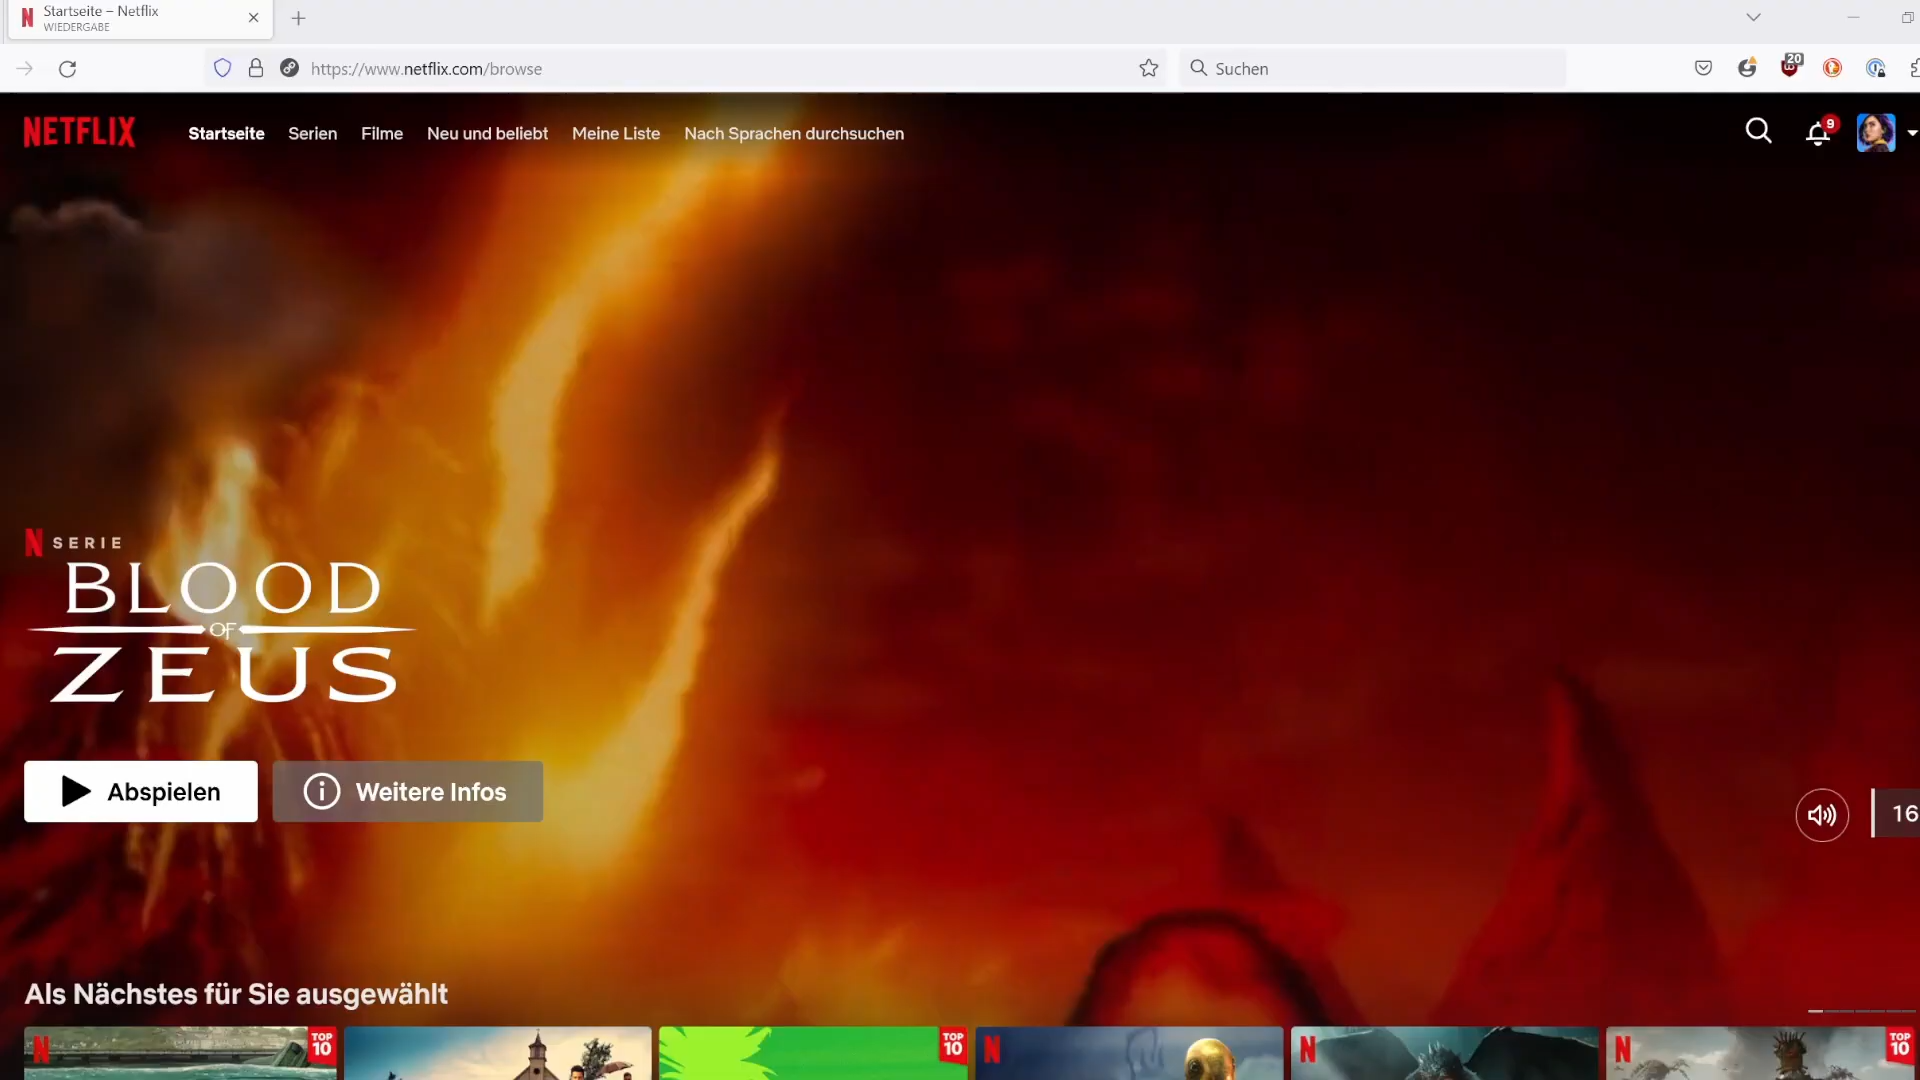 Startseite – Netflix
WIEDERGABE
https://www.netflix.com/browse
Suchen
20
NETFLIX
Startseite
Serien
Filme
Neu und beliebt
Meine Liste
Nach Sprachen durchsuchen
9
N SERIE
BLOOD
OF
ZEUS
Abspielen
Weitere Infos
16
Als Nächstes für Sie ausgewählt
N
TOP
10
TOP
10
N
N
N
TOP
10